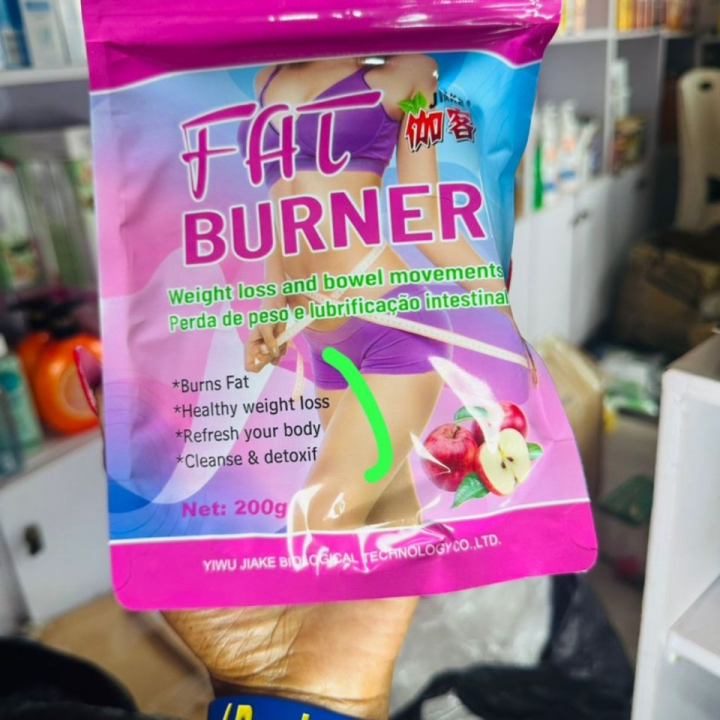 伽客
FAT
BURNER
Weight loss and bowel movements
Perda de peso e lubrificação intestinal
*Burns Fat
*Healthy weight loss
*Refresh your body
*Cleanse & detoxif
Net: 200g
YIWU JIAKE BIOLOGICAL TECHNOLOGY CO.,LTD.